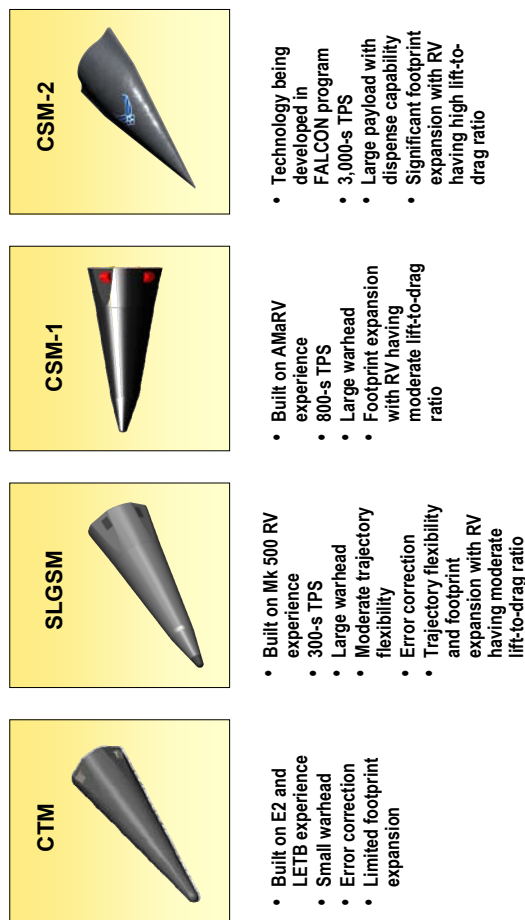 CTM
• Built on E2 and
LETB experience
• Small warhead
• Error correction
• Limited footprint
expansion
SLGSM
• Built on Mk 500 RV
experience
• 300-s TPS
• Large warhead
• Moderate trajectory
flexibility
• Error correction
• Trajectory flexibility
and footprint
expansion with RV
having moderate
lift-to-drag ratio
CSM-1
• Built on AMaRV
experience
• 800-s TPS
• Large warhead
• Footprint expansion
with RV having
moderate lift-to-drag
ratio
CSM-2
• Technology being
developed in
FALCON program
• 3,000-s TPS
• Large payload with
dispense capability
• Significant footprint
expansion with RV
having high lift-to-
drag ratio